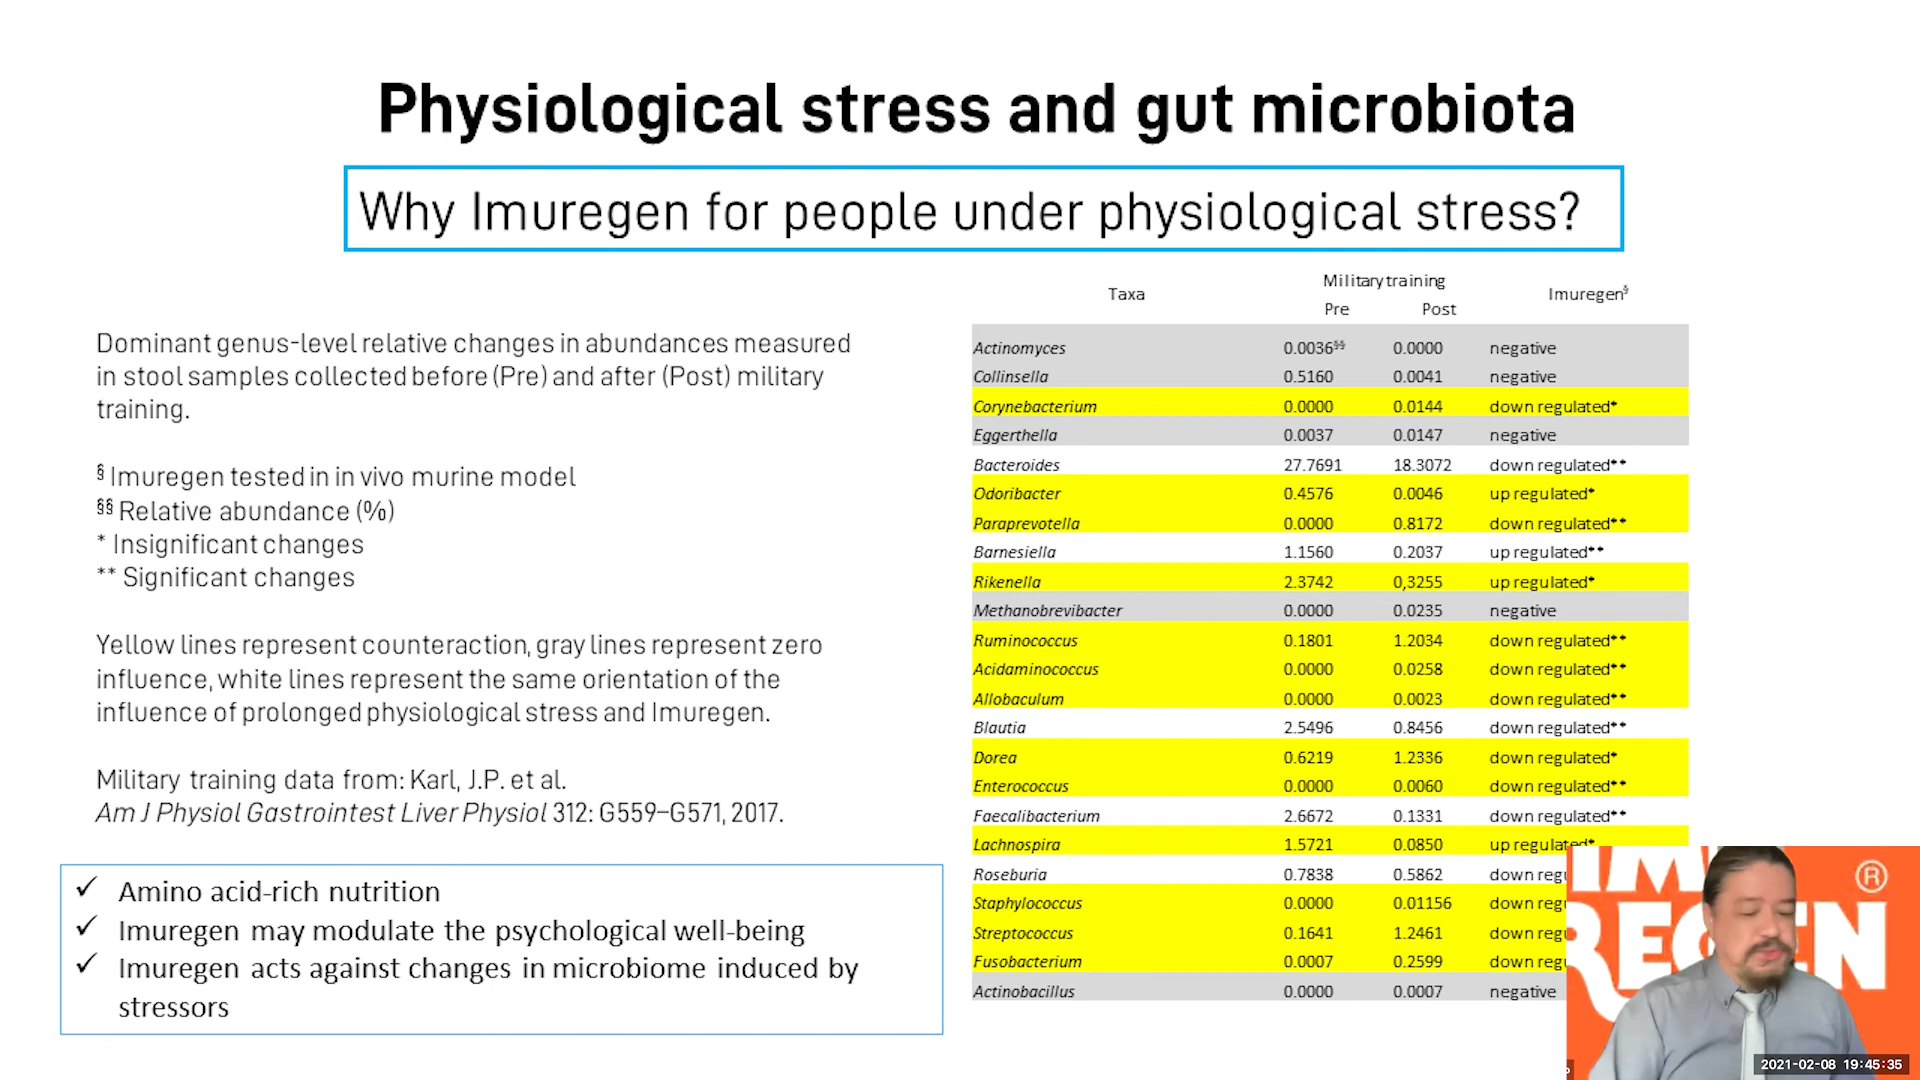 Physiological stress and gut microbiota
Why Imuregen for people under physiological stress?
Dominant genus-level relative changes in abundances measured
in stool samples collected before (Pre) and after (Post) military
training.
§ Imuregen tested in in vivo murine model
§§ Relative abundance (%)
* Insignificant changes
** Significant changes
Yellow lines represent counteraction, gray lines represent zero
influence, white lines represent the same orientation of the
influence of prolonged physiological stress and Imuregen.
Military training data from: Karl, J.P. et al.
Am J Physiol Gastrointest Liver Physiol 312: G559–G571, 2017.
✓ Amino acid-rich nutrition
✓ Imuregen may modulate the psychological well-being
✓ Imuregen acts against changes in microbiome induced by
stressors
Taxa Military training Imuregen§
Pre Post
Actinomyces 0.0036§§ 0.0000 negative
Collinsella 0.5160 0.0041 negative
Corynebacterium 0.0000 0.0144 down regulated*
Eggerthella 0.0037 0.0147 negative
Bacteroides 27.7691 18.3072 down regulated**
Odoribacter 0.4576 0.0046 up regulated*
Paraprevotella 0.0000 0.8172 down regulated**
Barnesiella 1.1560 0.2037 up regulated**
Rikenella 2.3742 0,3255 up regulated*
Methanobrevibacter 0.0000 0.0235 negative
Ruminococcus 0.1801 1.2034 down regulated**
Acidaminococcus 0.0000 0.0258 down regulated**
Allobaculum 0.0000 0.0023 down regulated**
Blautia 2.5496 0.8456 down regulated**
Dorea 0.6219 1.2336 down regulated*
Enterococcus 0.0000 0.0060 down regulated**
Faecalibacterium 2.6672 0.1331 down regulated**
Lachnospira 1.5721 0.0850 up regulated*
Roseburia 0.7838 0.5862 down reg
Staphylococcus 0.0000 0.01156 down reg
Streptococcus 0.1641 1.2461 down reg
Fusobacterium 0.0007 0.2599 down reg
Actinobacillus 0.0000 0.0007 negative
IM ®
REGEN
2021-02-08 19:45:35